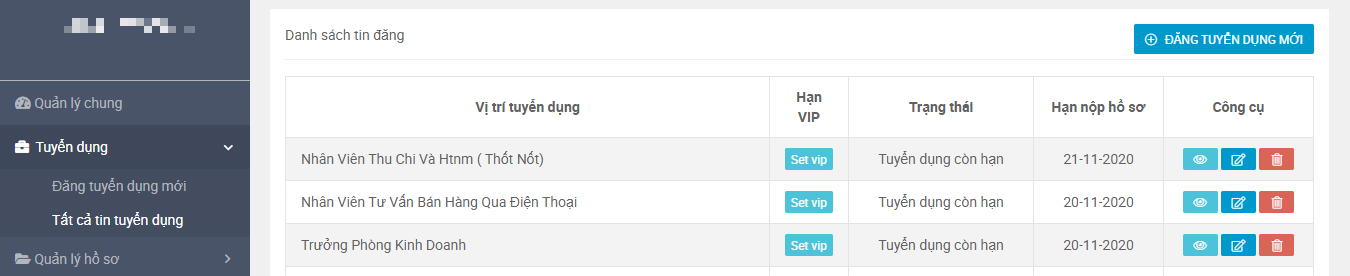 Danh sách tin đăng
ĐĂNG TUYỂN DỤNG MỚI
Quản lý chung
Tuyển dụng
Đăng tuyển dụng mới
Tất cả tin tuyển dụng
Quản lý hồ sơ
Vị trí tuyển dụng Hạn VIP Trạng thái Hạn nộp hồ sơ Công cụ
Nhân Viên Thu Chi Và Htnm ( Thốt Nốt) Set vip Tuyển dụng còn hạn 21-11-2020
Nhân Viên Tư Vấn Bán Hàng Qua Điện Thoại Set vip Tuyển dụng còn hạn 20-11-2020
Trưởng Phòng Kinh Doanh Set vip Tuyển dụng còn hạn 20-11-2020